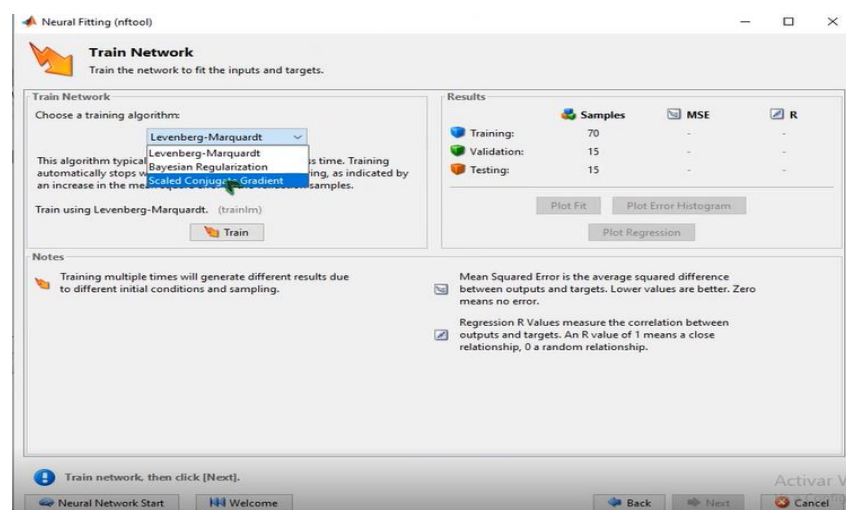 Neural Fitting (nftool)
Train Network
Train the network to fit the inputs and targets.
Train Network
Choose a training algorithm:
Levenberg-Marquardt
Levenberg-Marquardt
Bayesian Regularization
Scaled Conjugate Gradient
This algorithm typical ss time. Training
automatically stops w ring, as indicated by
an increase in the me samples.
Train using Levenberg-Marquardt. (trainlm)
Train
Results
Samples MSE R
Training: 70 - -
Validation: 15 - -
Testing: 15 - -
Plot Fit Plot Error Histogram
Plot Regression
Notes
Training multiple times will generate different results due
to different initial conditions and sampling.
Mean Squared Error is the average squared difference
between outputs and targets. Lower values are better. Zero
means no error.
Regression R Values measure the correlation between
outputs and targets. An R value of 1 means a close
relationship, 0 a random relationship.
Train network, then click [Next].
Activar
Neural Network Start Welcome Back Next Cancel